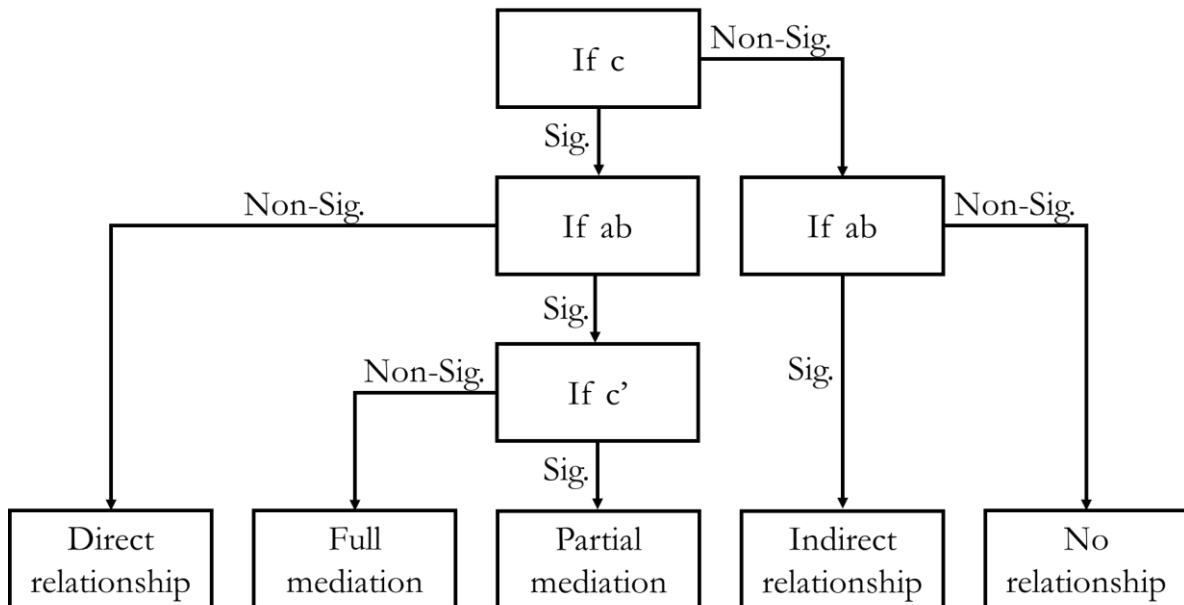 If c
Non-Sig.
Sig.
Non-Sig.
If ab
If ab
Non-Sig.
Sig.
Non-Sig.
If c’
Sig.
Sig.
Direct
relationship
Full
mediation
Partial
mediation
Indirect
relationship
No
relationship